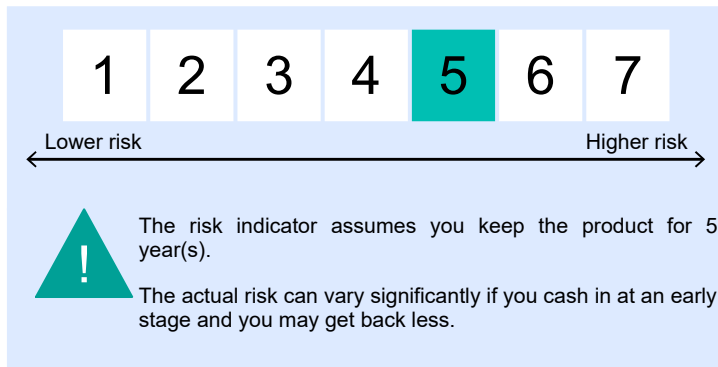 1 2 3 4 5 6 7
Lower risk Higher risk
The risk indicator assumes you keep the product for 5
year(s).
!
The actual risk can vary significantly if you cash in at an early
stage and you may get back less.